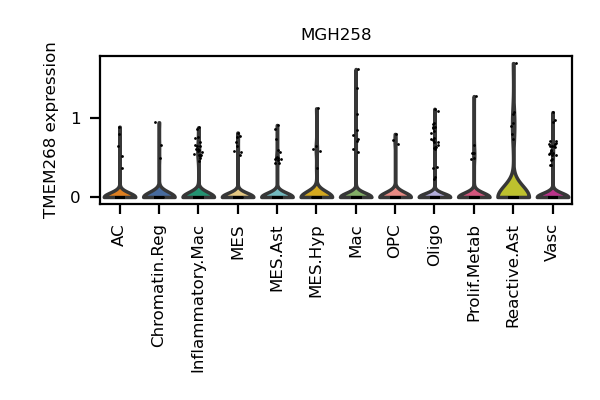 MGH258
TMEM268 expression
1
0
AC
Chromatin.Reg
Inflammatory.Mac
MES
MES.Ast
MES.Hyp
Mac
OPC
Oligo
Prolif.Metab
Reactive.Ast
Vasc